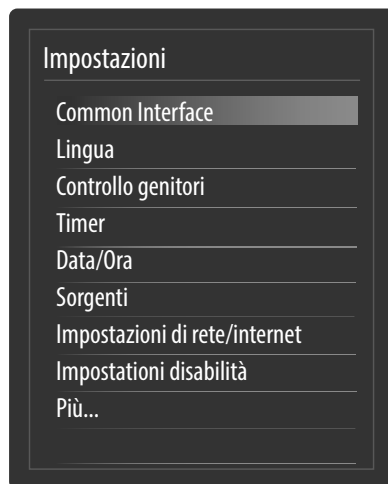 Impostazioni
Common Interface
Lingua
Controllo genitori
Timer
Data/Ora
Sorgenti
Impostazioni di rete/internet
Impostationi disabilità
Più...